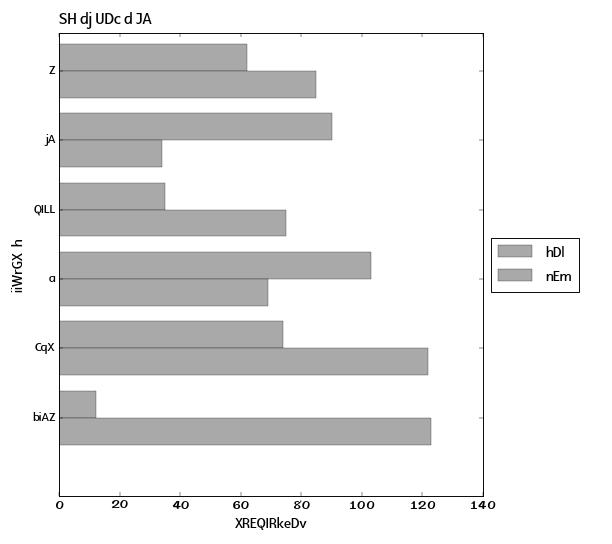 SH dj UDc d JA
Z
jA
QILL
a
CqX
biAZ
iiWrGX h
0 20 40 60 80 100 120 140
XREQIRkeDv
hDl
nEm